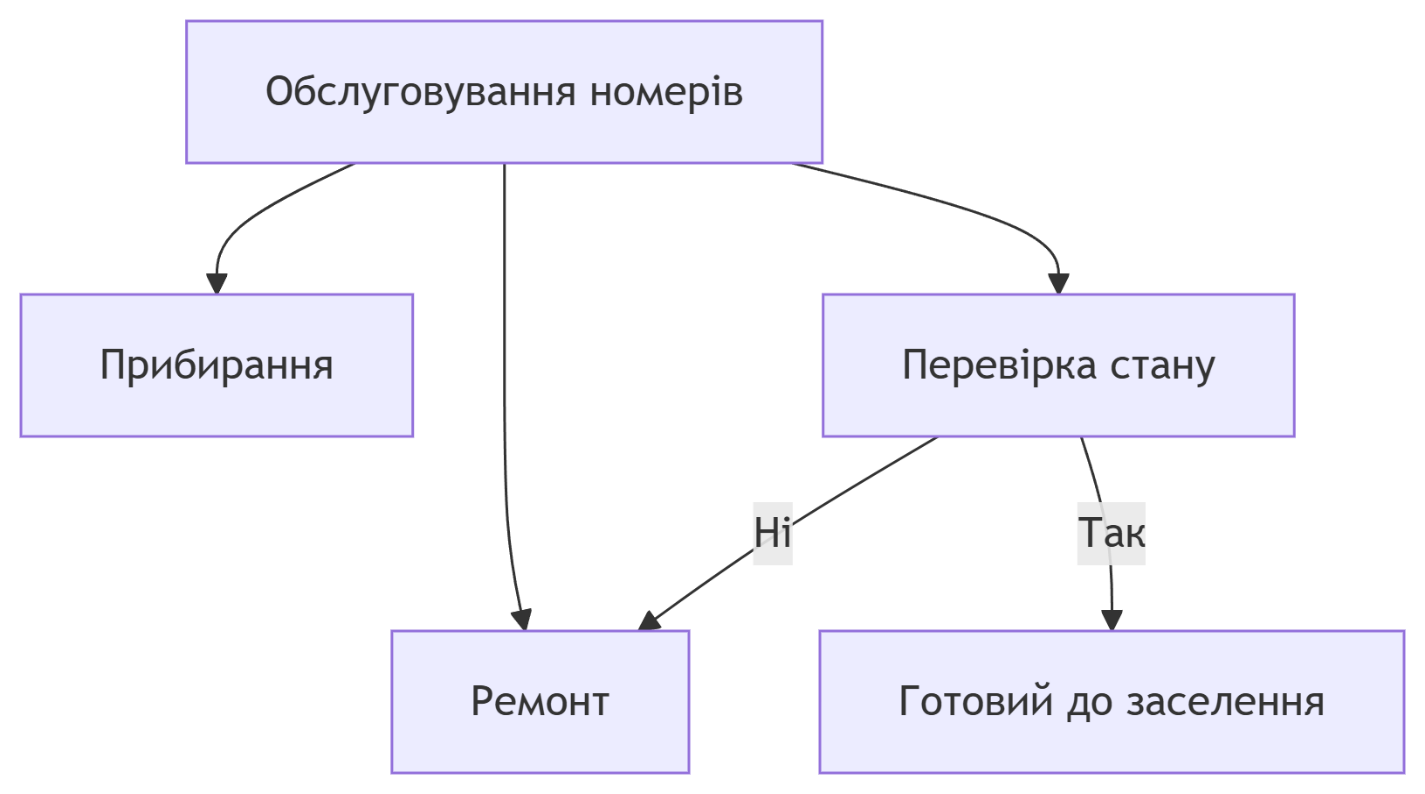 Обслуговування номерів
Прибирання
Перевірка стану
Ні
Так
Ремонт
Готовий до заселення